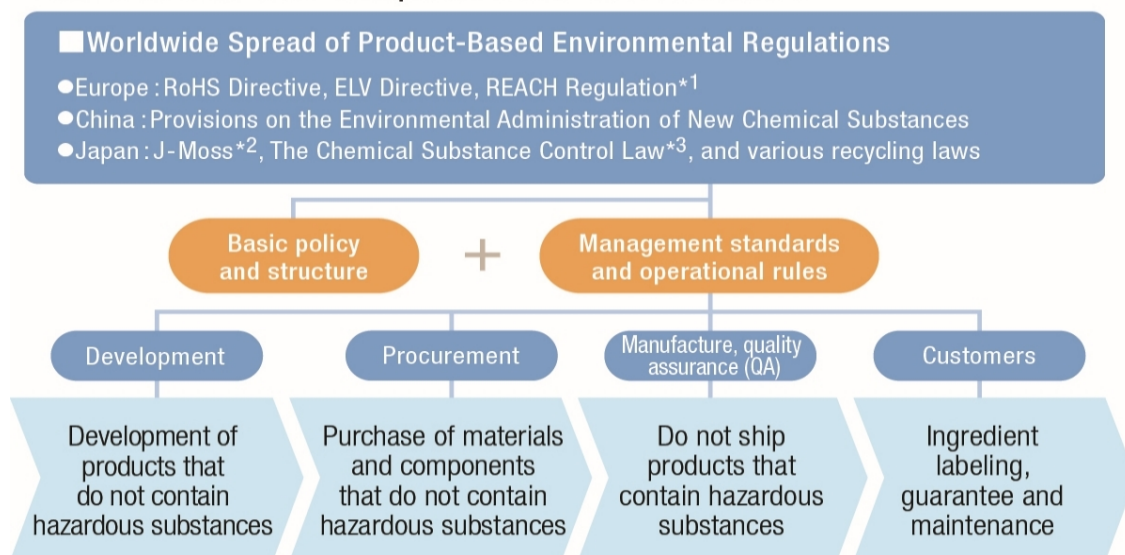 ■Worldwide Spread of Product-Based Environmental Regulations
●Europe : RoHS Directive, ELV Directive, REACH Regulation*1
●China : Provisions on the Environmental Administration of New Chemical Substances
●Japan : J-Moss*2, The Chemical Substance Control Law*3, and various recycling laws
Basic policy
and structure
+
Management standards
and operational rules
Development
Procurement
Manufacture, quality
assurance (QA)
Customers
Development of
products that
do not contain
hazardous substances
Purchase of materials
and components
that do not contain
hazardous substances
Do not ship
products that
contain hazardous
substances
Ingredient
labeling,
guarantee and
maintenance